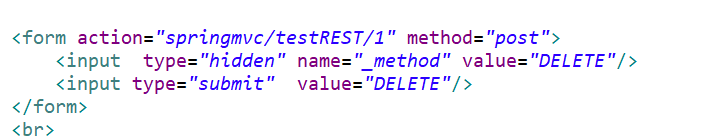 <form action="springmvc/testREST/1" method="post">
<input  type="hidden" name="_method" value="DELETE"/>
<input type="submit"  value="DELETE"/>
</form>
<br>